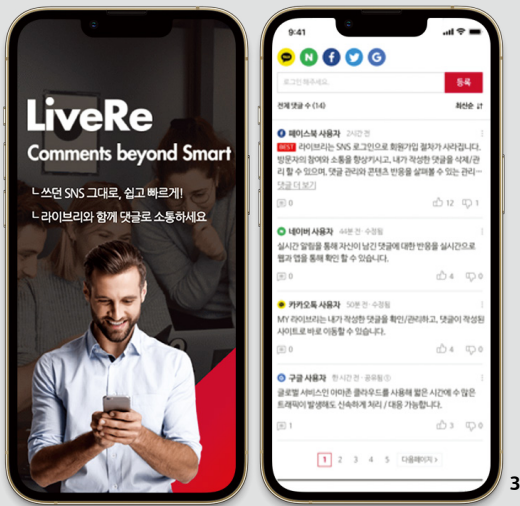 LiveRe
Comments beyond Smart
ㄴ쓰던 SNS 그대로, 쉽고 빠르게!
ㄴ라이브리와 함께 댓글로 소통하세요
9:41
로그인 해주세요.
등록
전체 댓글 수 (14)
최신순
페이스북 사용자 2시간 전
BEST 라이브리는 SNS 로그인으로 회원가입 절차가 사라집니다.
방문자의 참여와 소통을 향상키시고, 내가 작성한 댓글을 삭제/관
리 할 수 있으며, 댓글 관리와 콘텐츠 반응을 살펴볼 수 있는 관리…
댓글 더 보기
0 12 1
네이버 사용자 44분 전 · 수정됨
실시간 알림을 통해 자신이 남긴 댓글에 대한 반응을 실시간으로
웹과 앱을 통해 확인 할 수 있습니다.
0 4 0
카카오톡 사용자 50분 전 · 수정됨
MY 라이브리는 내가 작성한 댓글을 확인/관리하고, 댓글이 작성된
사이트로 바로 이동할 수 있습니다.
0 4 0
구글 사용자 한 시간 전 · 공유됨
글로벌 서비스인 아마존 클라우드를 사용해 짧은 시간에 수 많은
트래픽이 발생해도 신속하게 처리 / 대응 가능합니다.
1 3 0
1 2 3 4 5 다음페이지 >
3